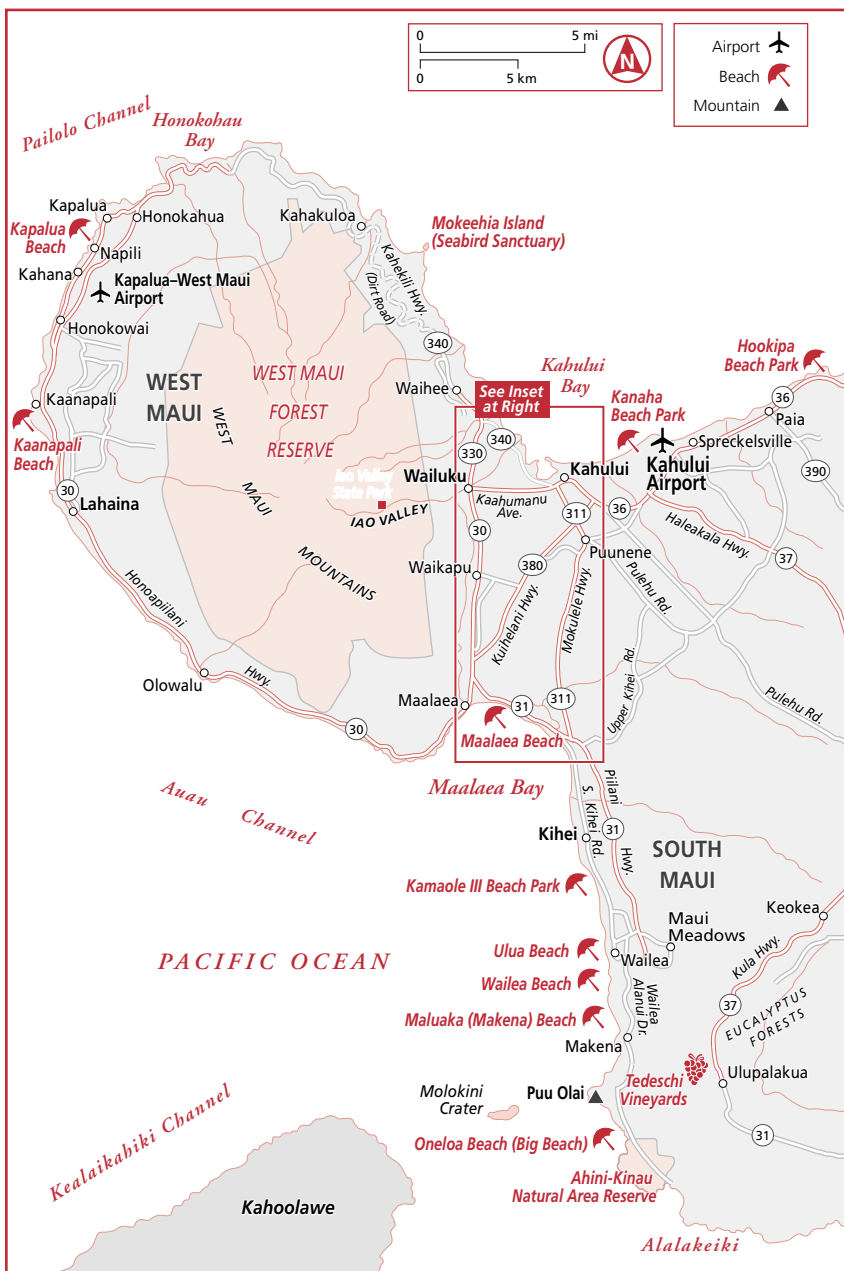 0 5 mi
0 5 km
N
Airport
Beach
Mountain
Pailolo Channel
Honokohau
Bay
Kapalua
Honokahua
Kahakuloa
Mokeehia Island
(Seabird Sanctuary)
Kapalua
Beach
Napili
Kahana
Kapalua–West Maui
Airport
Kahekili Hwy.
(Dirt Road)
Honokowai
340
Hookipa
Beach Park
Kahului
Bay
WEST
MAUI
WEST MAUI
FOREST
RESERVE
Waihee
See Inset
at Right
Kanaha
Beach Park
36
Paia
Kaanapali
Kaanapali
Beach
WEST
MAUI
MOUNTAINS
340
330
Spreckelsville
390
Iao Valley
State Park
IAO VALLEY
Wailuku
Kahului
Kahului
Airport
30
Lahaina
Kaahumanu
Ave.
311
36
Haleakala Hwy.
37
30
Puunene
Waikapu
380
Kuihelani Hwy.
Mokulele Hwy.
Pulehu Rd.
Honoapiilani
Hwy.
Olowalu
30
Maalaea
31
311
Upper Kihei Rd.
Pulehu Rd.
Maalaea Beach
Maalaea Bay
Auau Channel
S. Kihei Rd.
Piilani
31
Hwy.
Kihei
SOUTH
MAUI
Kamaole III Beach Park
Keokea
Maui
Meadows
PACIFIC OCEAN
Ulua Beach
Wailea
Kula Hwy.
Wailea Beach
Wailea
Alanui Dr.
37
EUCALYPTUS
FORESTS
Maluaka (Makena) Beach
Makena
Tedeschi
Vineyards
Ulupalakua
Molokini
Crater
Puu Olai
31
Kealaikahiki Channel
Oneloa Beach (Big Beach)
Ahini-Kinau
Natural Area Reserve
Kahoolawe
Alalakeiki